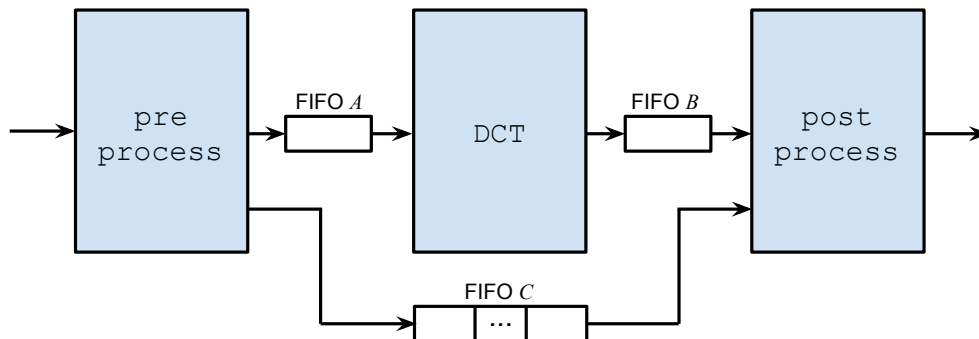 FIFO A
FIFO B
pre
process
DCT
post
process
FIFO C
...